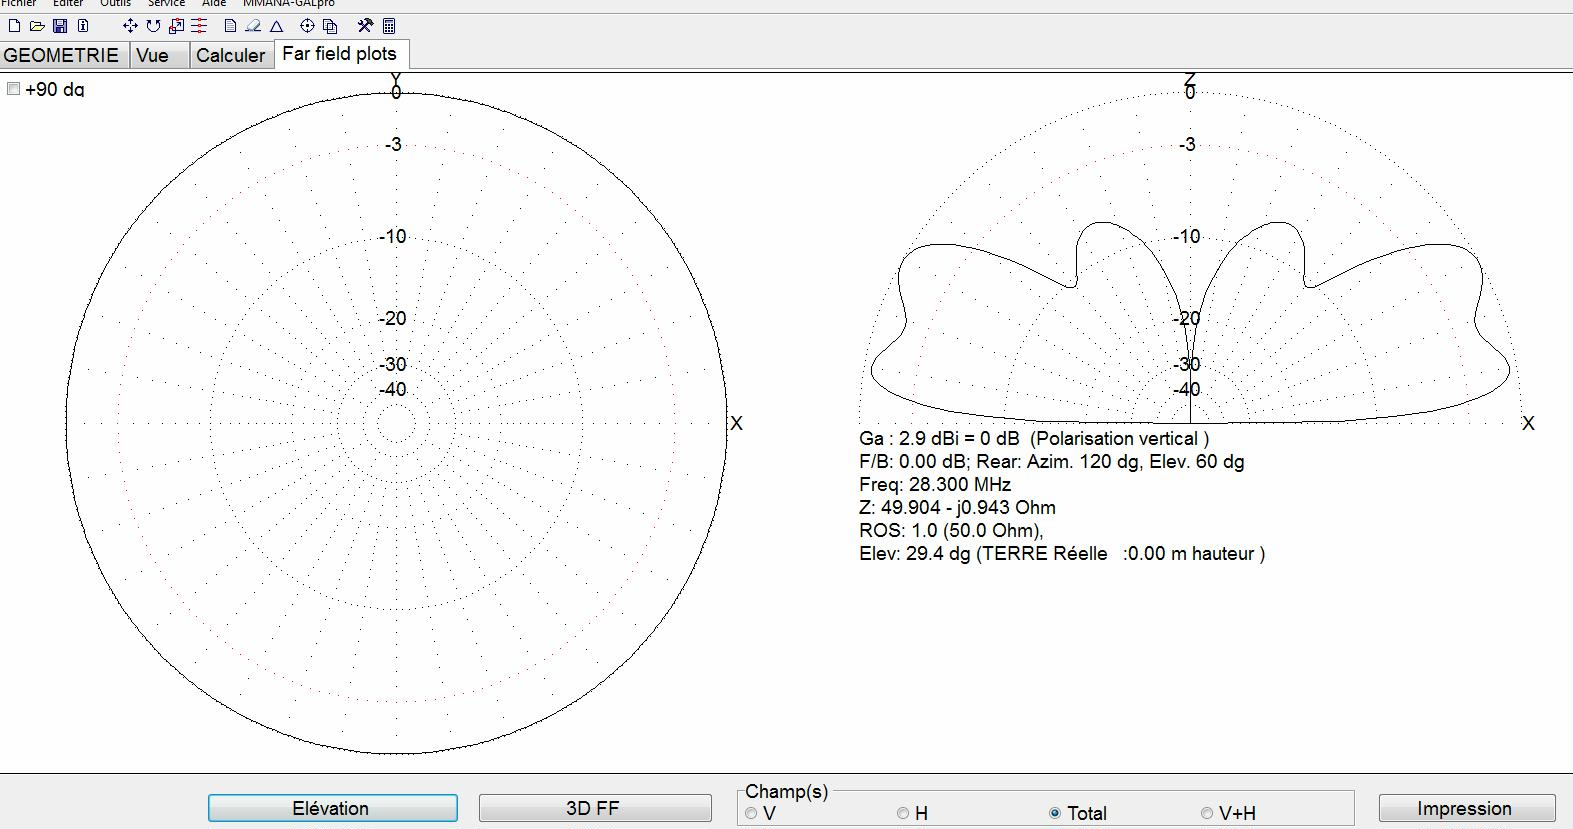 Fichier Editer Outils Service Aide MMANA-GALpro
GEOMETRIE Vue Calculer Far field plots
+90 dg
Y
0
-3
-10
-20
-30
-40
X
Z
0
-3
-10
-20
-30
-40
X
Ga : 2.9 dBi = 0 dB (Polarisation vertical )
F/B: 0.00 dB; Rear: Azim. 120 dg, Elev. 60 dg
Freq: 28.300 MHz
Z: 49.904 - j0.943 Ohm
ROS: 1.0 (50.0 Ohm),
Elev: 29.4 dg (TERRE Réelle :0.00 m hauteur )
Elévation
3D FF
Champ(s)
V H Total V+H
Impression